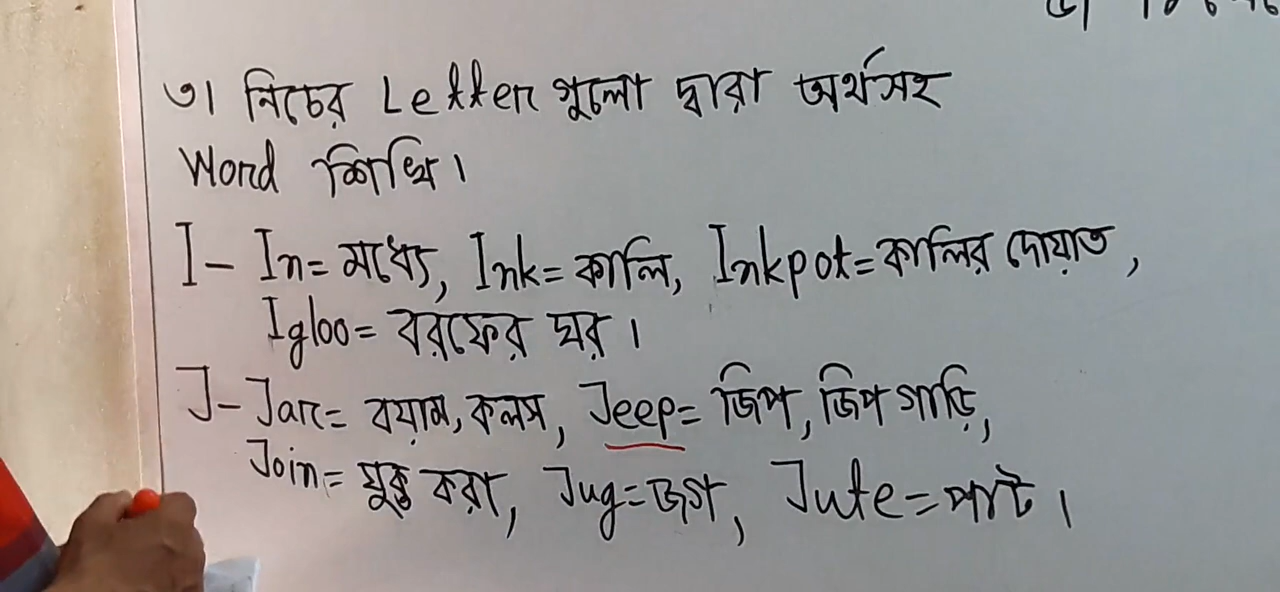 ৩। নিচের Letter গুলো দ্বারা অর্থসহ
Word শিখি।
I- In= মধ্যে, Ink= কালি, Inkpot= কালির দোয়াত,
Igloo= বরফের ঘর।
J- Jar= বয়াম, কলস, Jeep= জিপ, জিপ গাড়ি,
Join= যুক্ত করা, Jug= জগ, Jute= পাট।